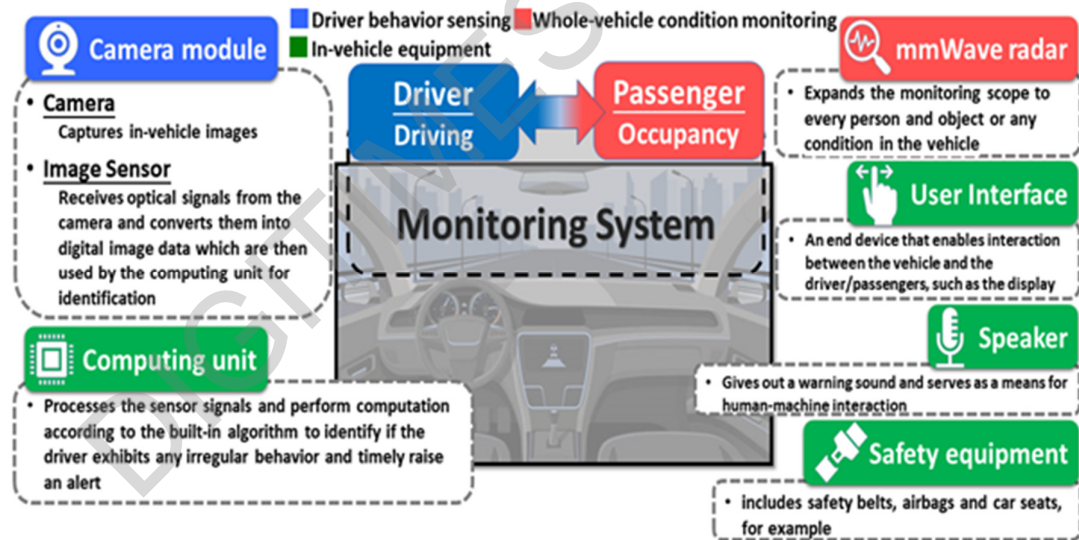 Driver behavior sensing
Whole-vehicle condition monitoring
In-vehicle equipment
Camera module
• Camera
Captures in-vehicle images
• Image Sensor
Receives optical signals from the
camera and converts them into
digital image data which are then
used by the computing unit for
identification
Computing unit
• Processes the sensor signals and perform computation
according to the built-in algorithm to identify if the
driver exhibits any irregular behavior and timely raise
an alert
Driver
Driving
Passenger
Occupancy
Monitoring System
mmWave radar
• Expands the monitoring scope to
every person and object or any
condition in the vehicle
User Interface
• An end device that enables interaction
between the vehicle and the
driver/passengers, such as the display
Speaker
• Gives out a warning sound and serves as a means for
human-machine interaction
Safety equipment
• includes safety belts, airbags and car seats,
for example
DIGITIMES